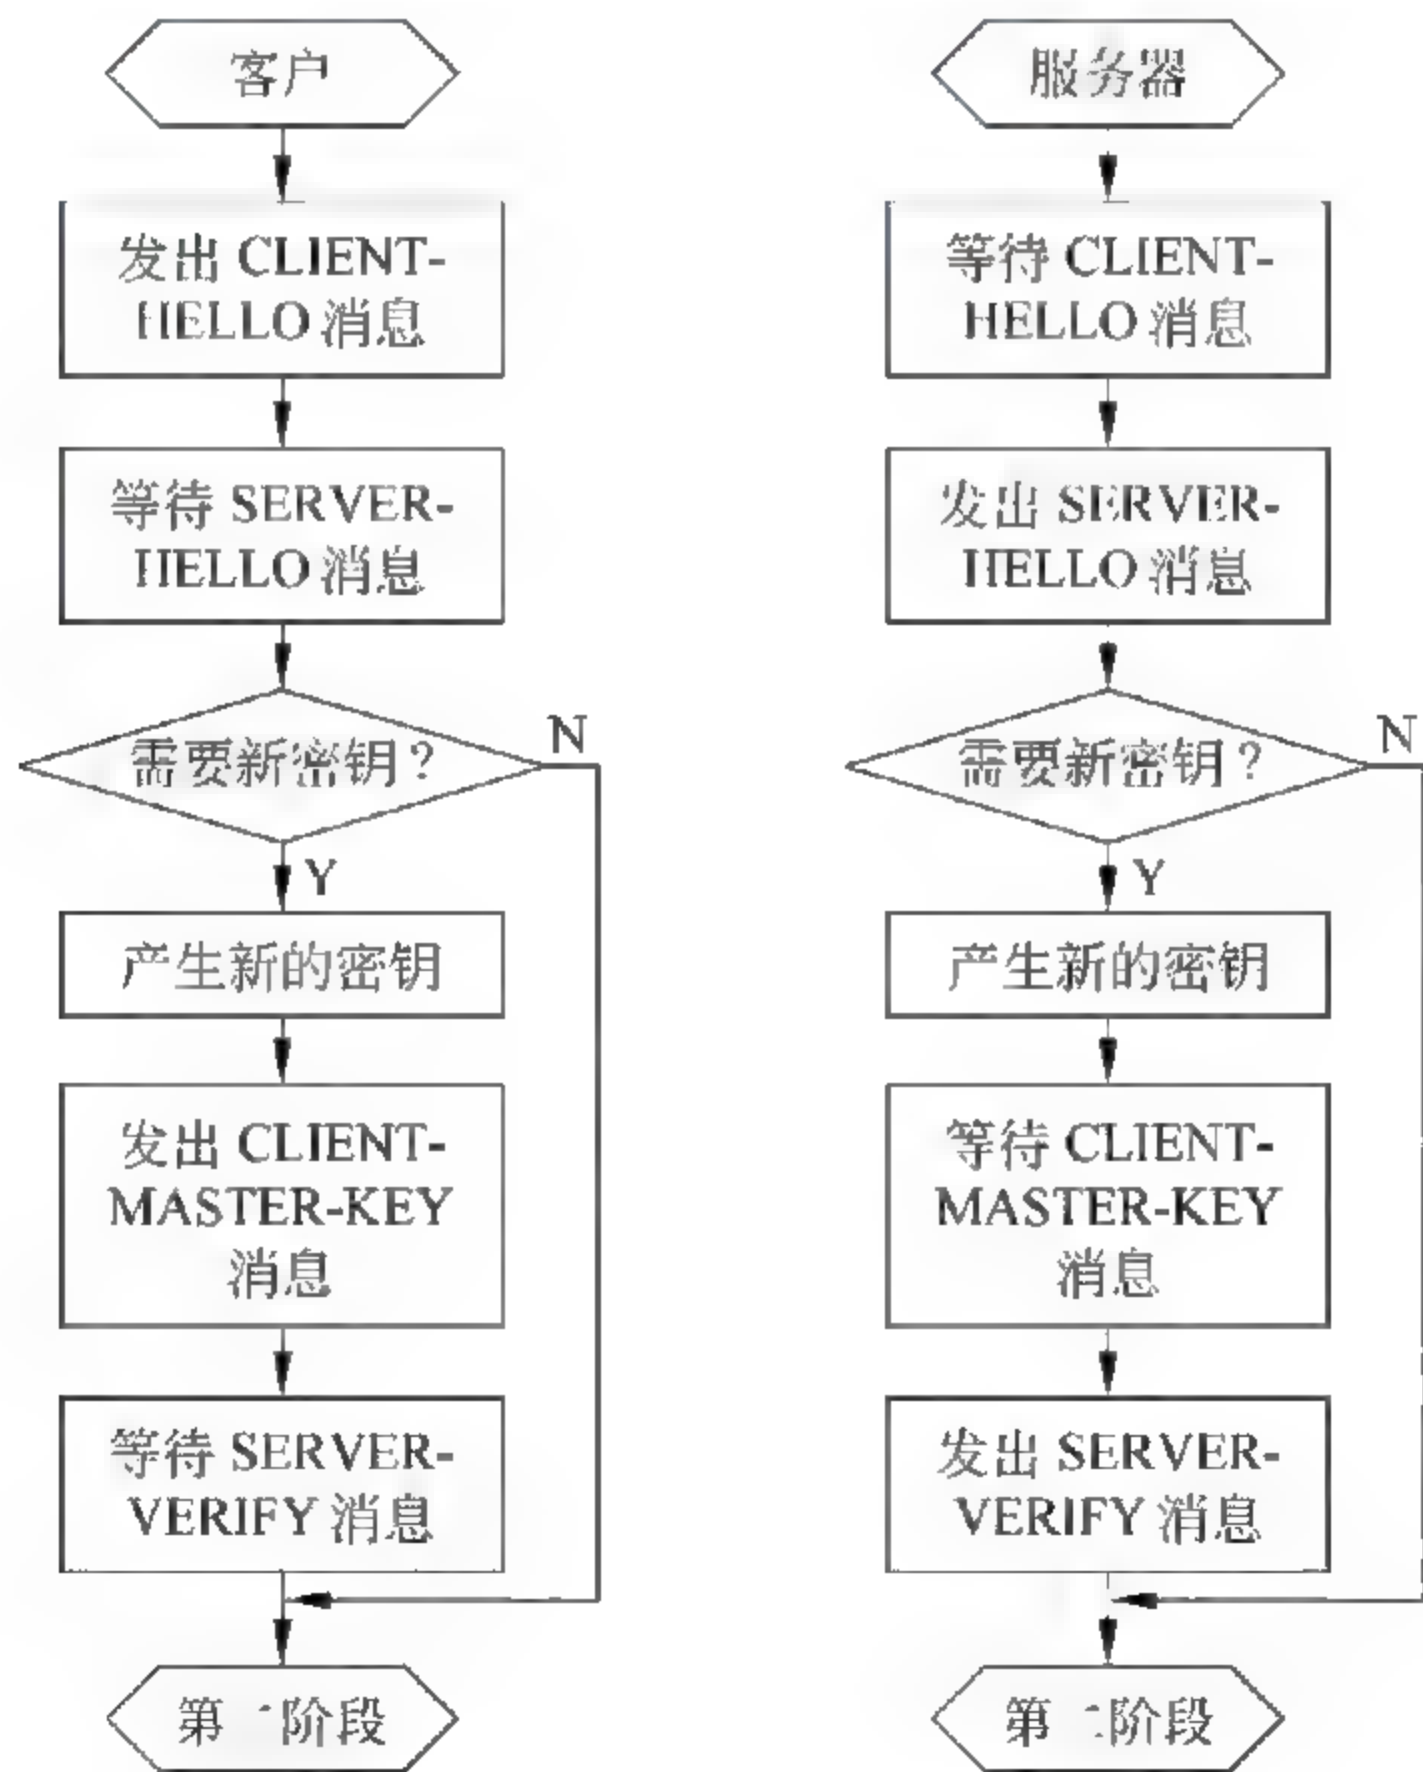 客户
发出 CLIENT-
HELLO 消息
等待 SERVER-
HELLO 消息
需要新密钥?
N
Y
产生新的密钥
发出 CLIENT-
MASTER-KEY
消息
等待 SERVER-
VERIFY 消息
第二阶段
服务器
等待 CLIENT-
HELLO 消息
发出 SERVER-
HELLO 消息
需要新密钥?
N
Y
产生新的密钥
等待 CLIENT-
MASTER-KEY
消息
发出 SERVER-
VERIFY 消息
第二阶段